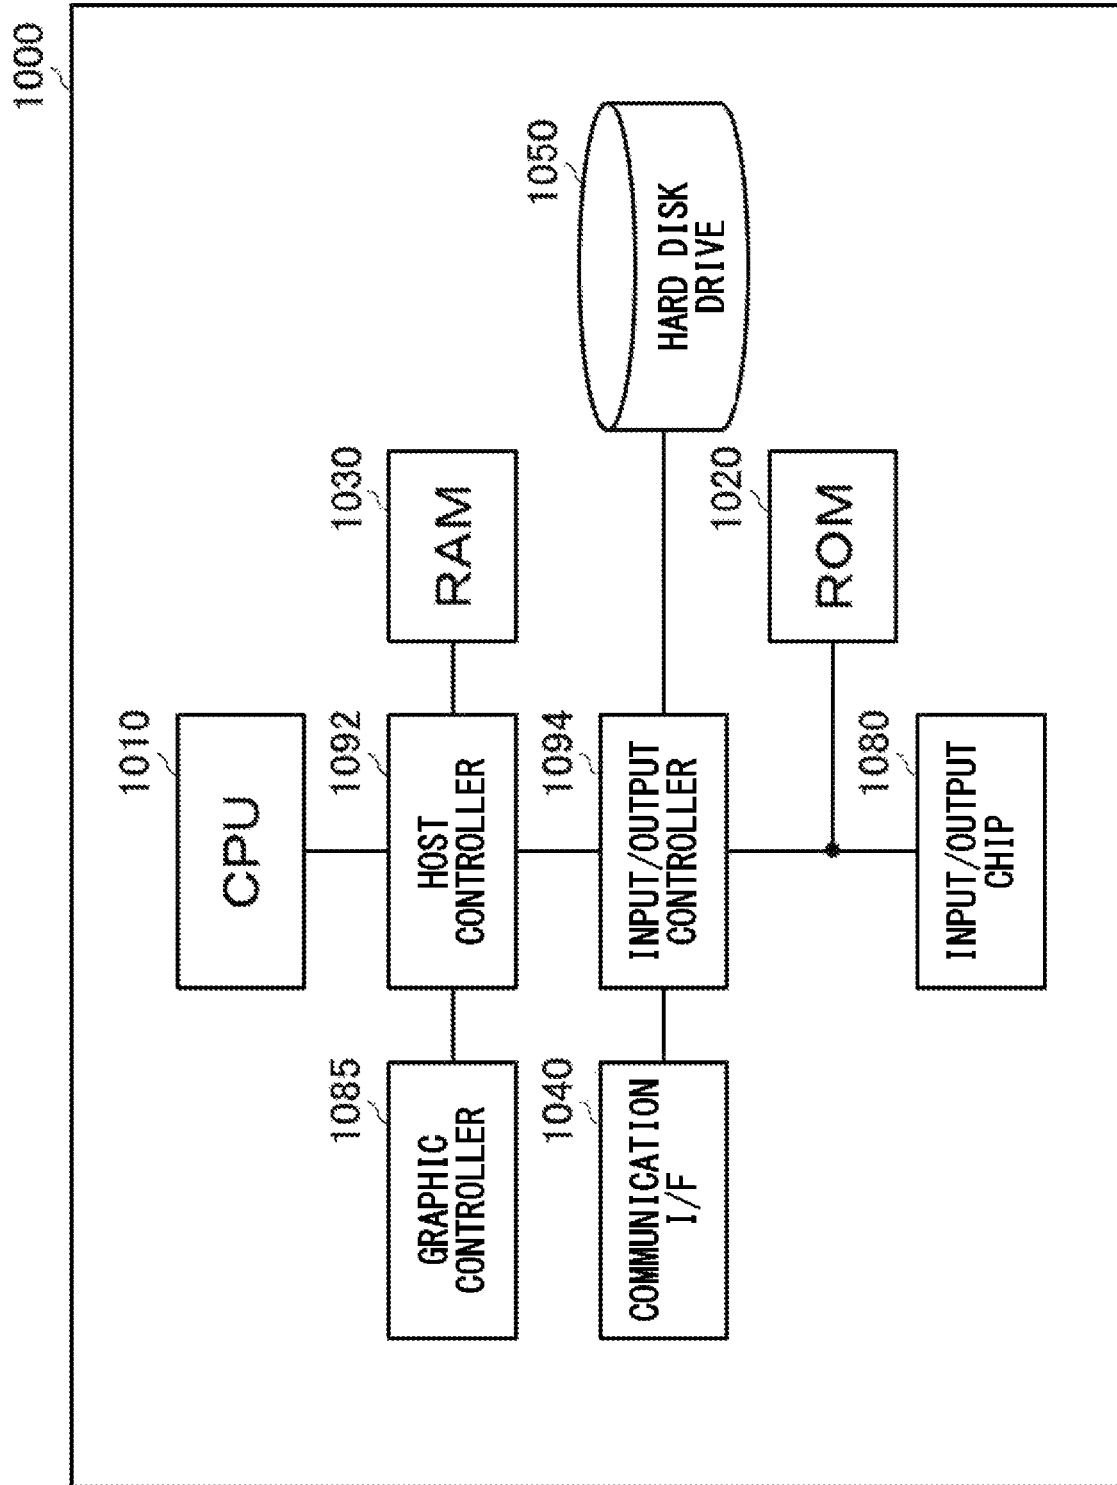 1000
1010
CPU
1085
GRAPHIC
CONTROLLER
1092
HOST
CONTROLLER
1030
RAM
1040
COMMUNICATION
I/F
1094
INPUT/OUTPUT
CONTROLLER
1050
HARD DISK
DRIVE
1020
ROM
1080
INPUT/OUTPUT
CHIP